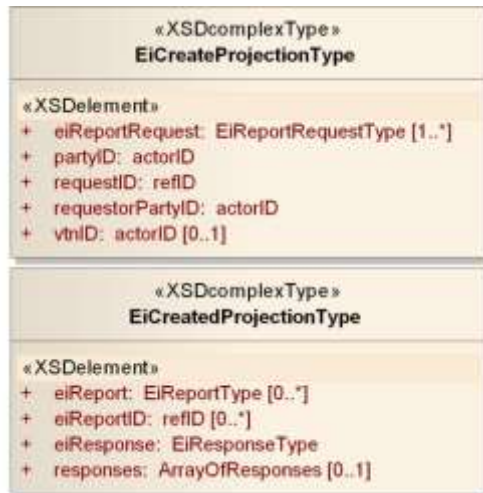 «XSDcomplexType»
EiCreateProjectionType
«XSDelement»
+ eiReportRequest: EiReportRequestType [1..*]
+ partyID: actorID
+ requestID: refID
+ requestorPartyID: actorID
+ vtnID: actorID [0..1]
«XSDcomplexType»
EiCreatedProjectionType
«XSDelement»
+ eiReport: EiReportType [0..*]
+ eiReportID: refID [0..*]
+ eiResponse: EiResponseType
+ responses: ArrayOfResponses [0..1]